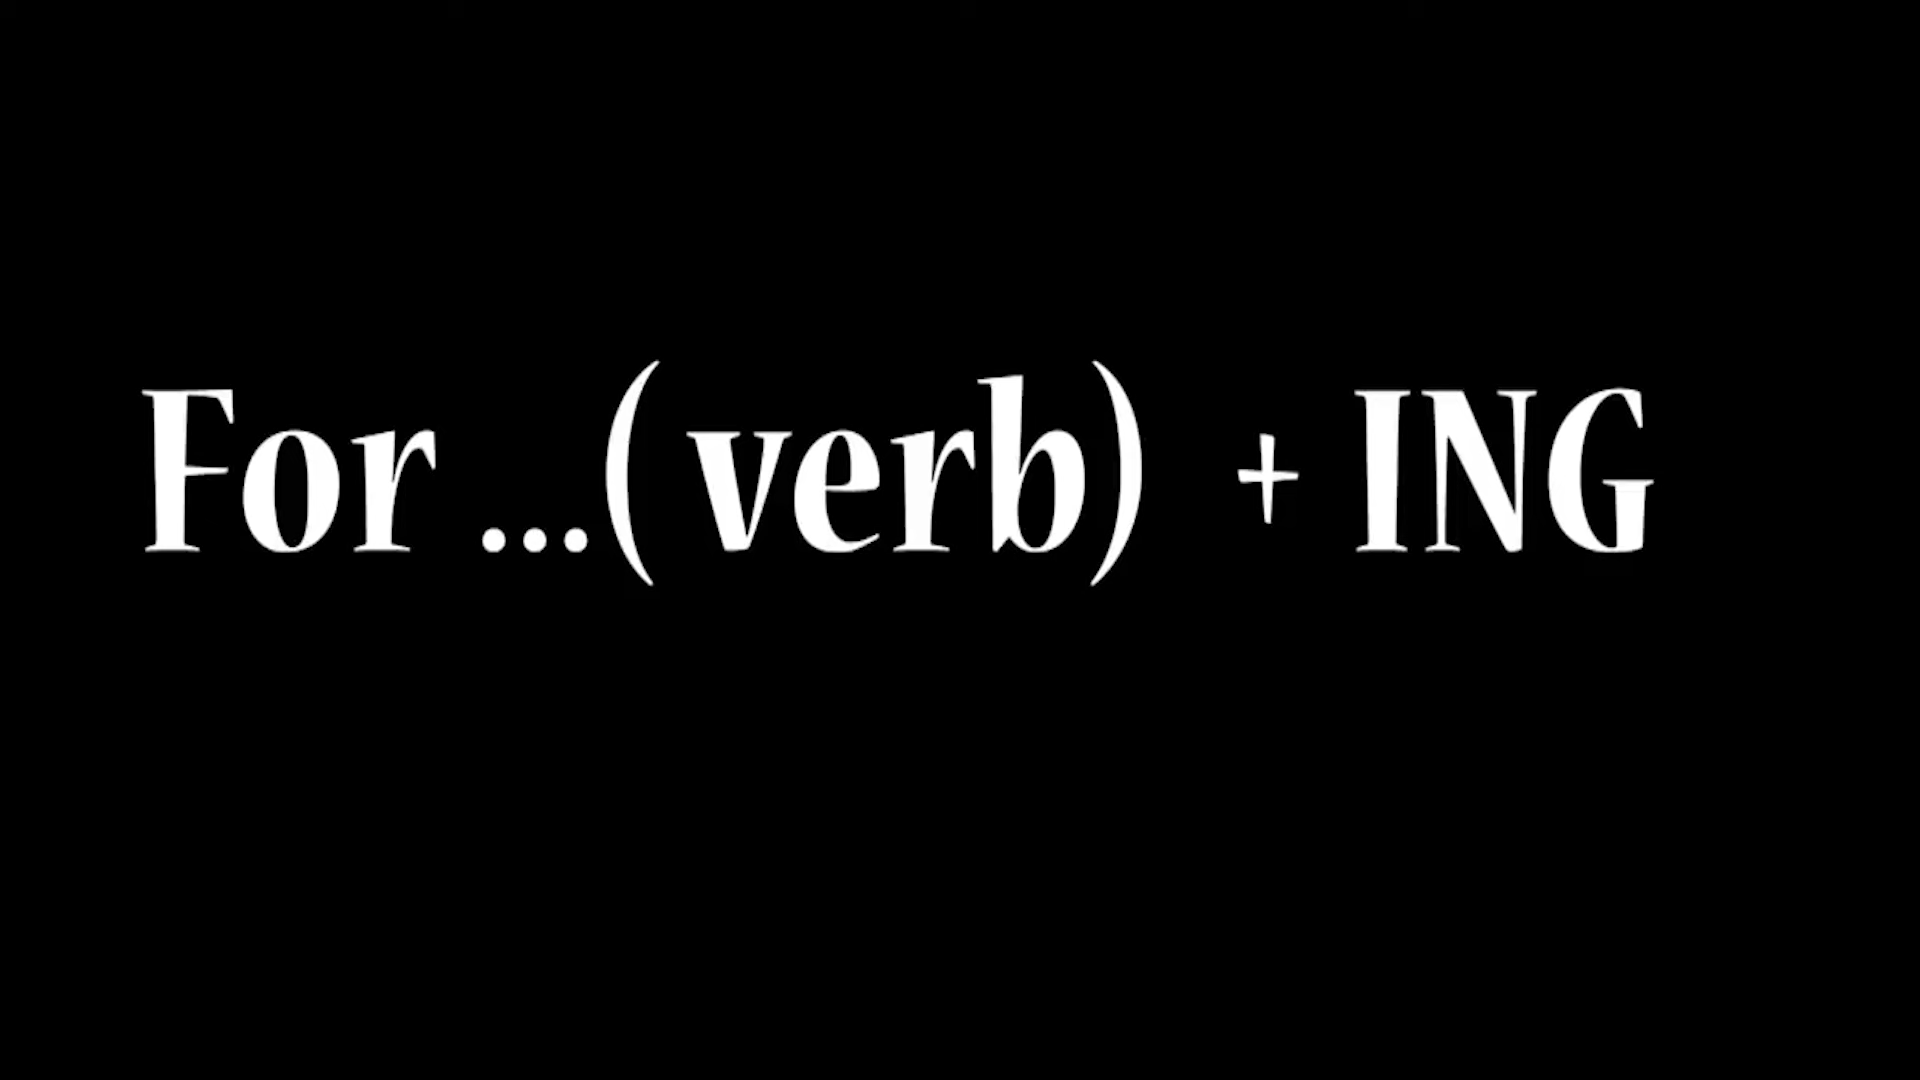 For ...( verb) + ING